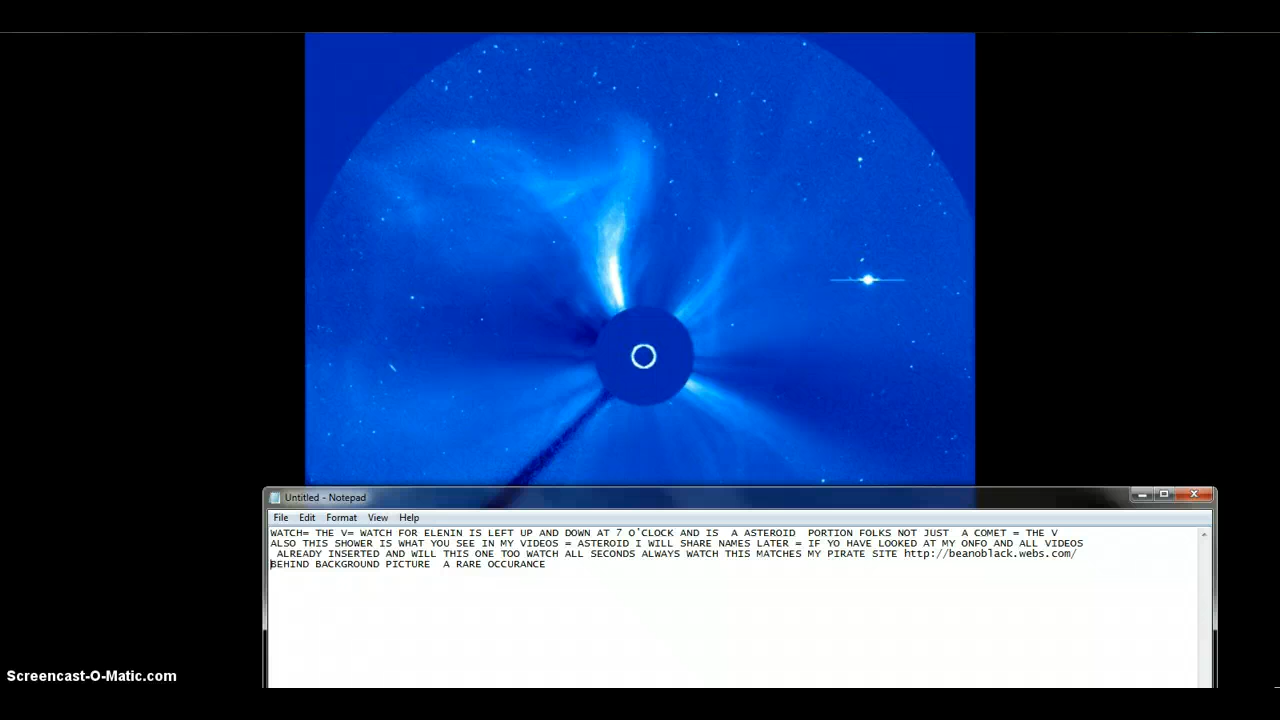 Untitled - Notepad
File Edit Format View Help
WATCH= THE V= WATCH FOR ELENIN IS LEFT UP AND DOWN AT 7 O'CLOCK AND IS  A ASTEROID  PORTION FOLKS NOT JUST  A COMET = THE V
ALSO THIS SHOWER IS WHAT YOU SEE IN MY VIDEOS = ASTEROID I WILL SHARE NAMES LATER = IF YO HAVE LOOKED AT MY ONFO AND ALL VIDEOS
ALREADY INSERTED AND WILL THIS ONE TOO WATCH ALL SECONDS ALWAYS WATCH THIS MATCHES MY PIRATE SITE http://beanoblack.webs.com/
BEHIND BACKGROUND PICTURE  A RARE OCCURANCE
Screencast-O-Matic.com